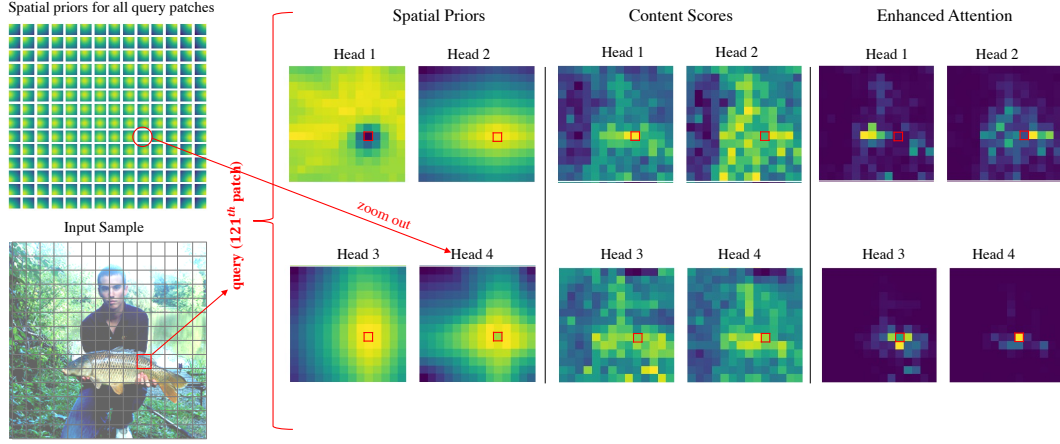 Spatial priors for all query patches
Spatial Priors
Content Scores
Enhanced Attention
Head 1
Head 2
Head 1
Head 2
Head 1
Head 2
query (121th patch)
zoom out
Input Sample
Head 3
Head 4
Head 3
Head 4
Head 3
Head 4